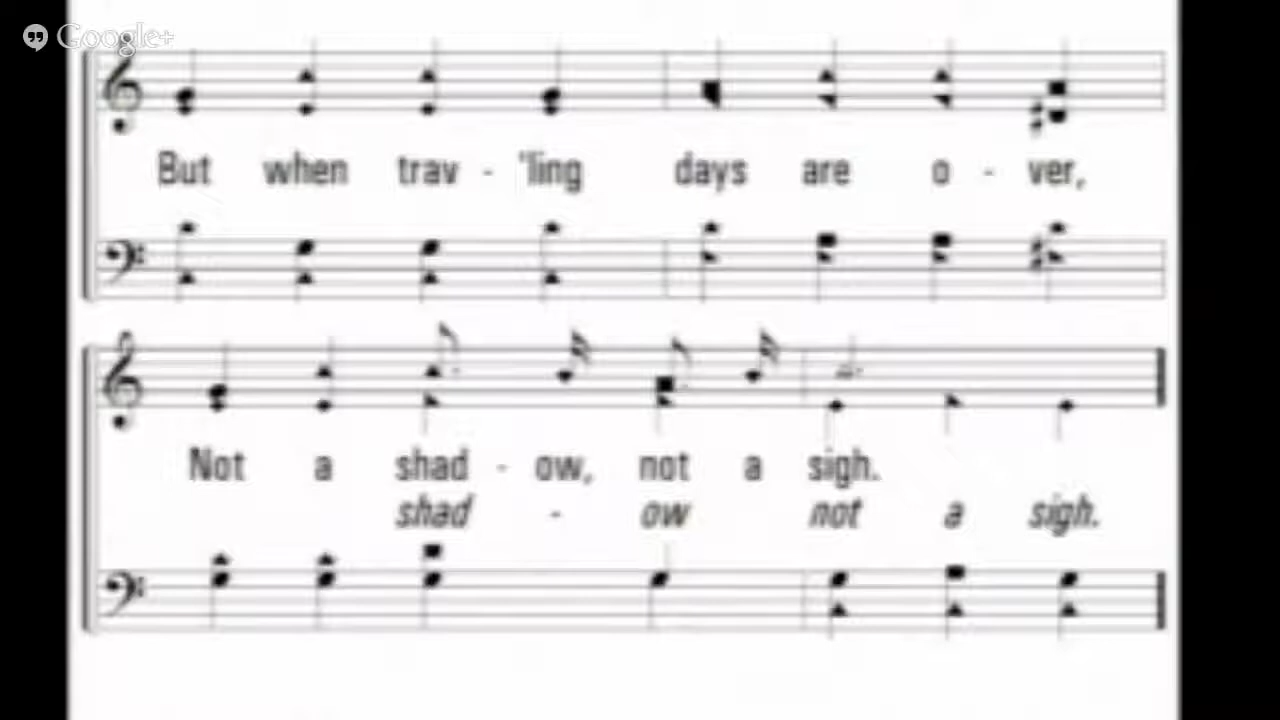 Google+
But when trav - 'ling days are o - ver,
Not a shad - ow, not a sigh.
shad - ow not a sigh.